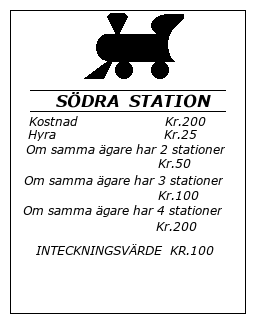 SÖDRA STATION
Kostnad Kr.200
Hyra Kr.25
Om samma ägare har 2 stationer
Kr.50
Om samma ägare har 3 stationer
Kr.100
Om samma ägare har 4 stationer
Kr.200
INTECKNINGSVÄRDE KR.100